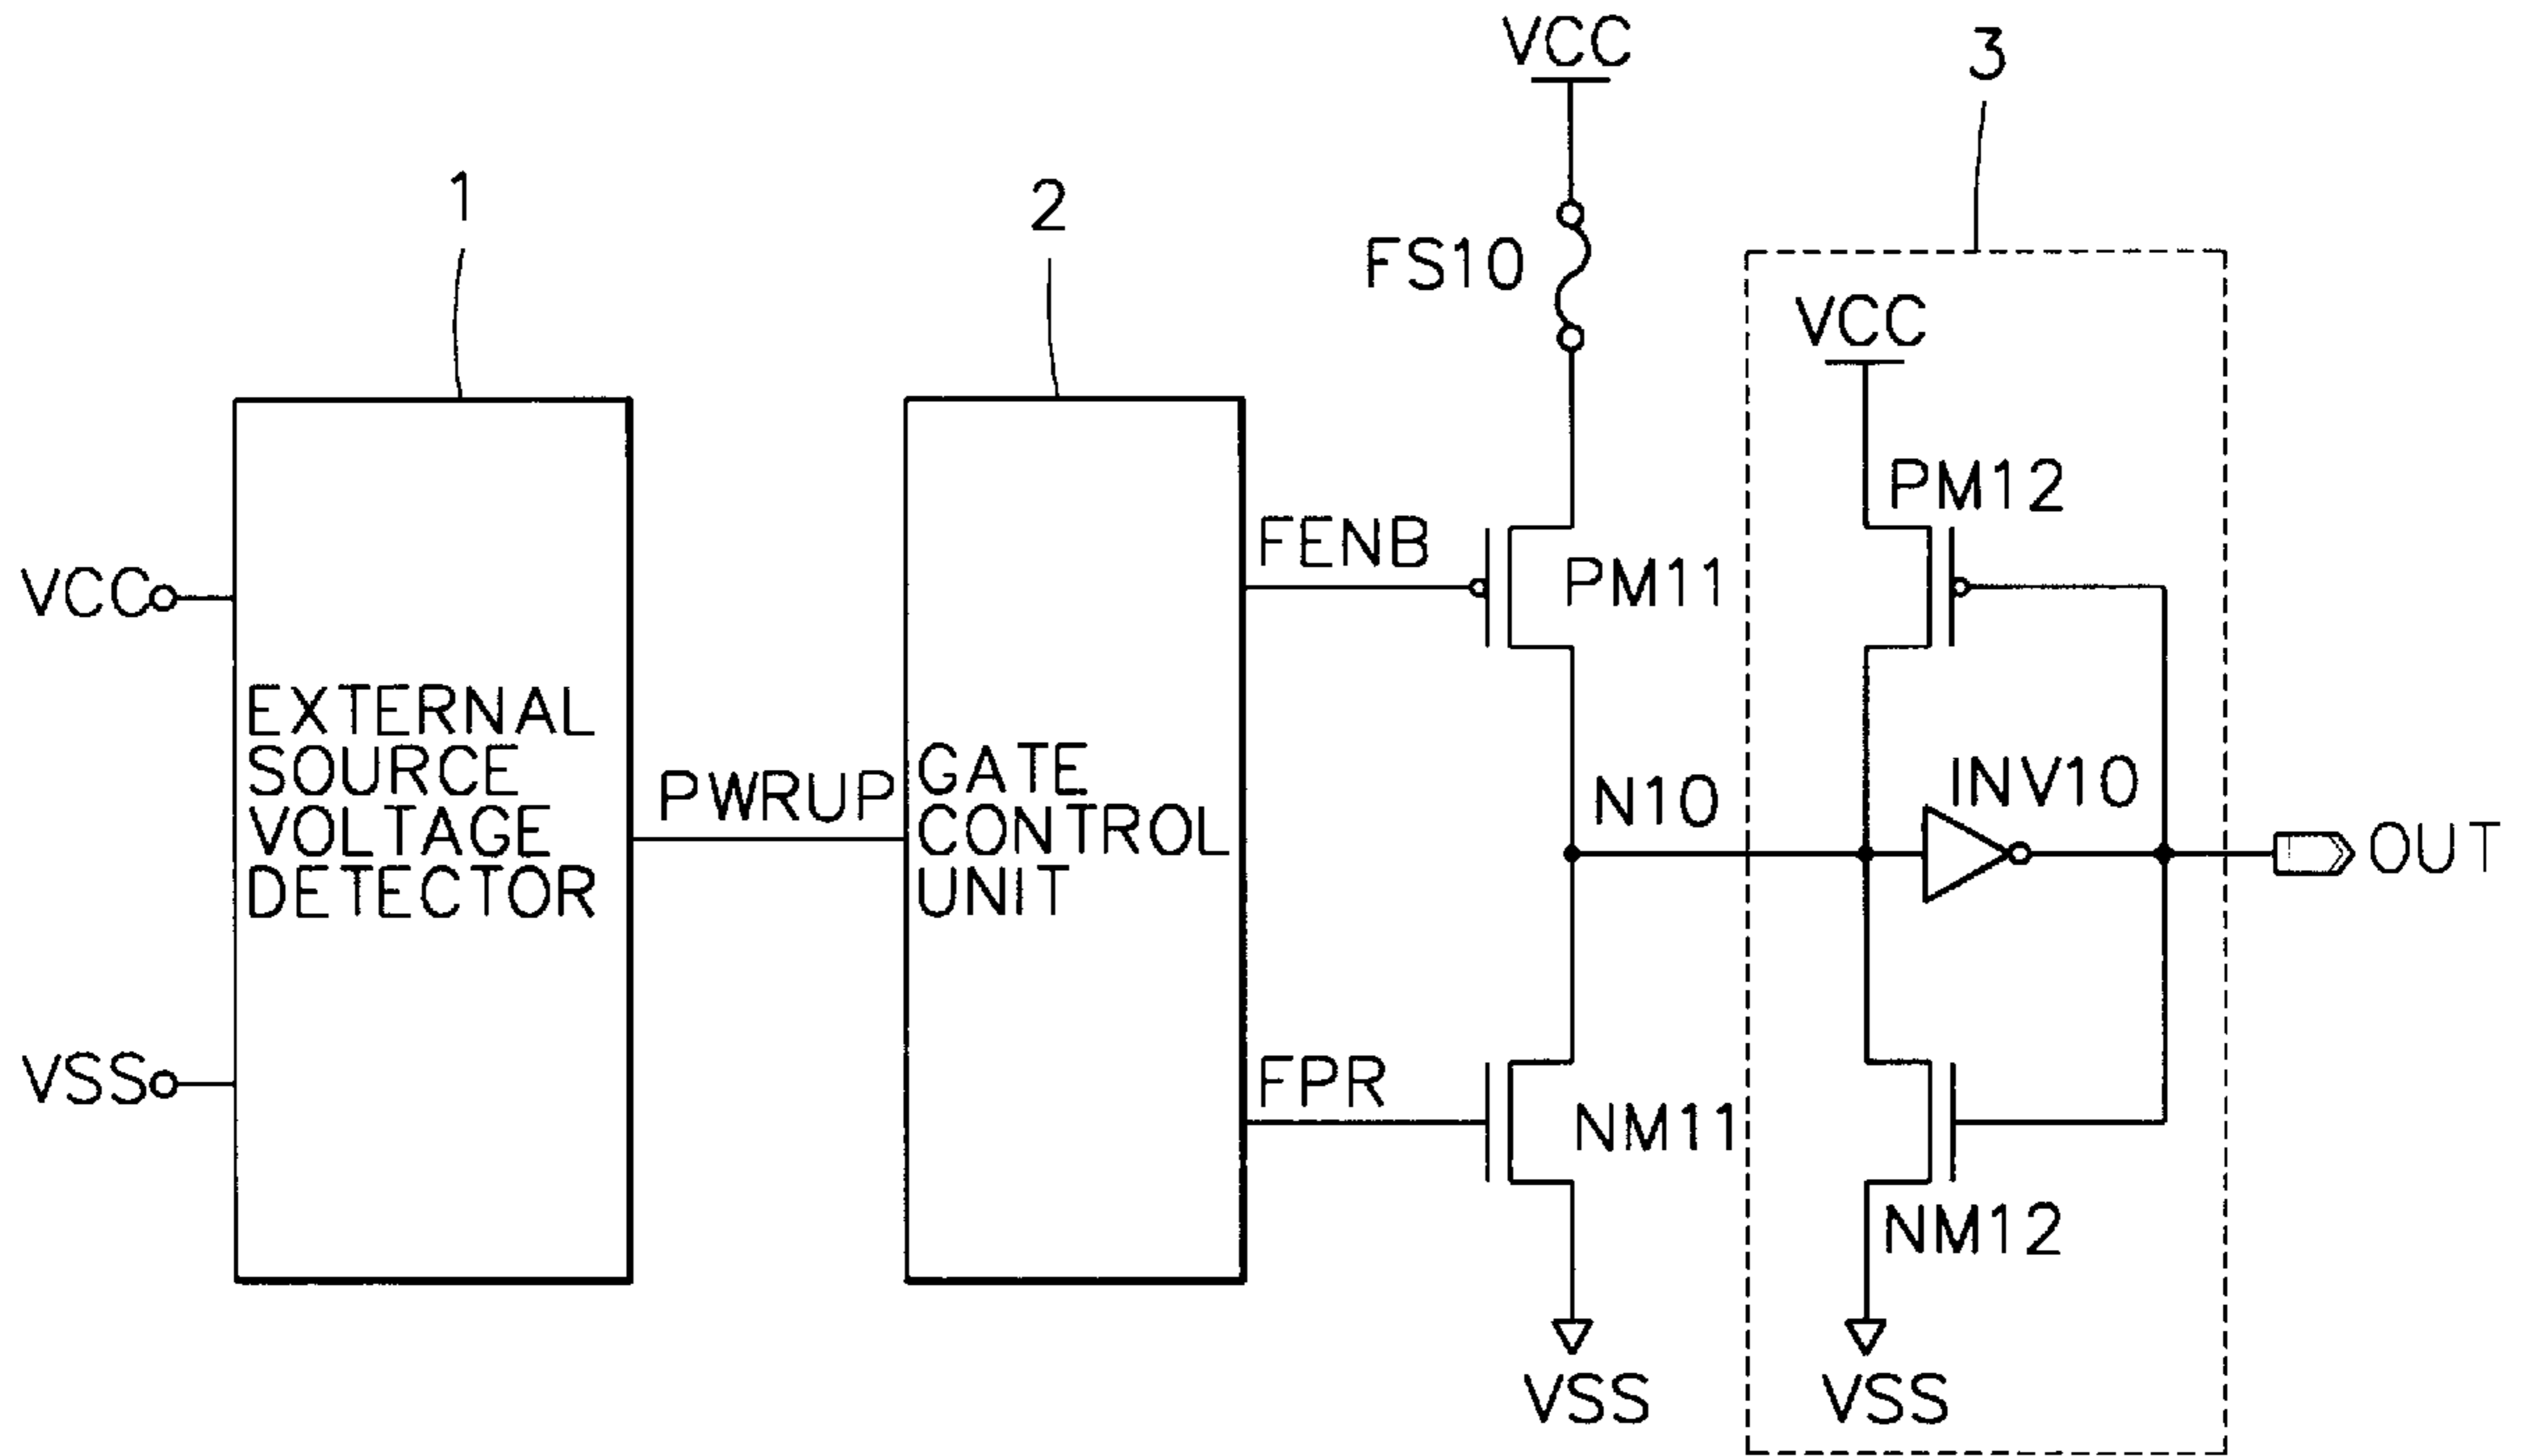 VCC
3
1
2
FS10
VCC
PM12
FENB
PM11
VCC
EXTERNAL
SOURCE
VOLTAGE
DETECTOR
PWRUP
GATE
CONTROL
UNIT
N10
INV10
OUT
VSS
FPR
NM11
NM12
VSS
VSS